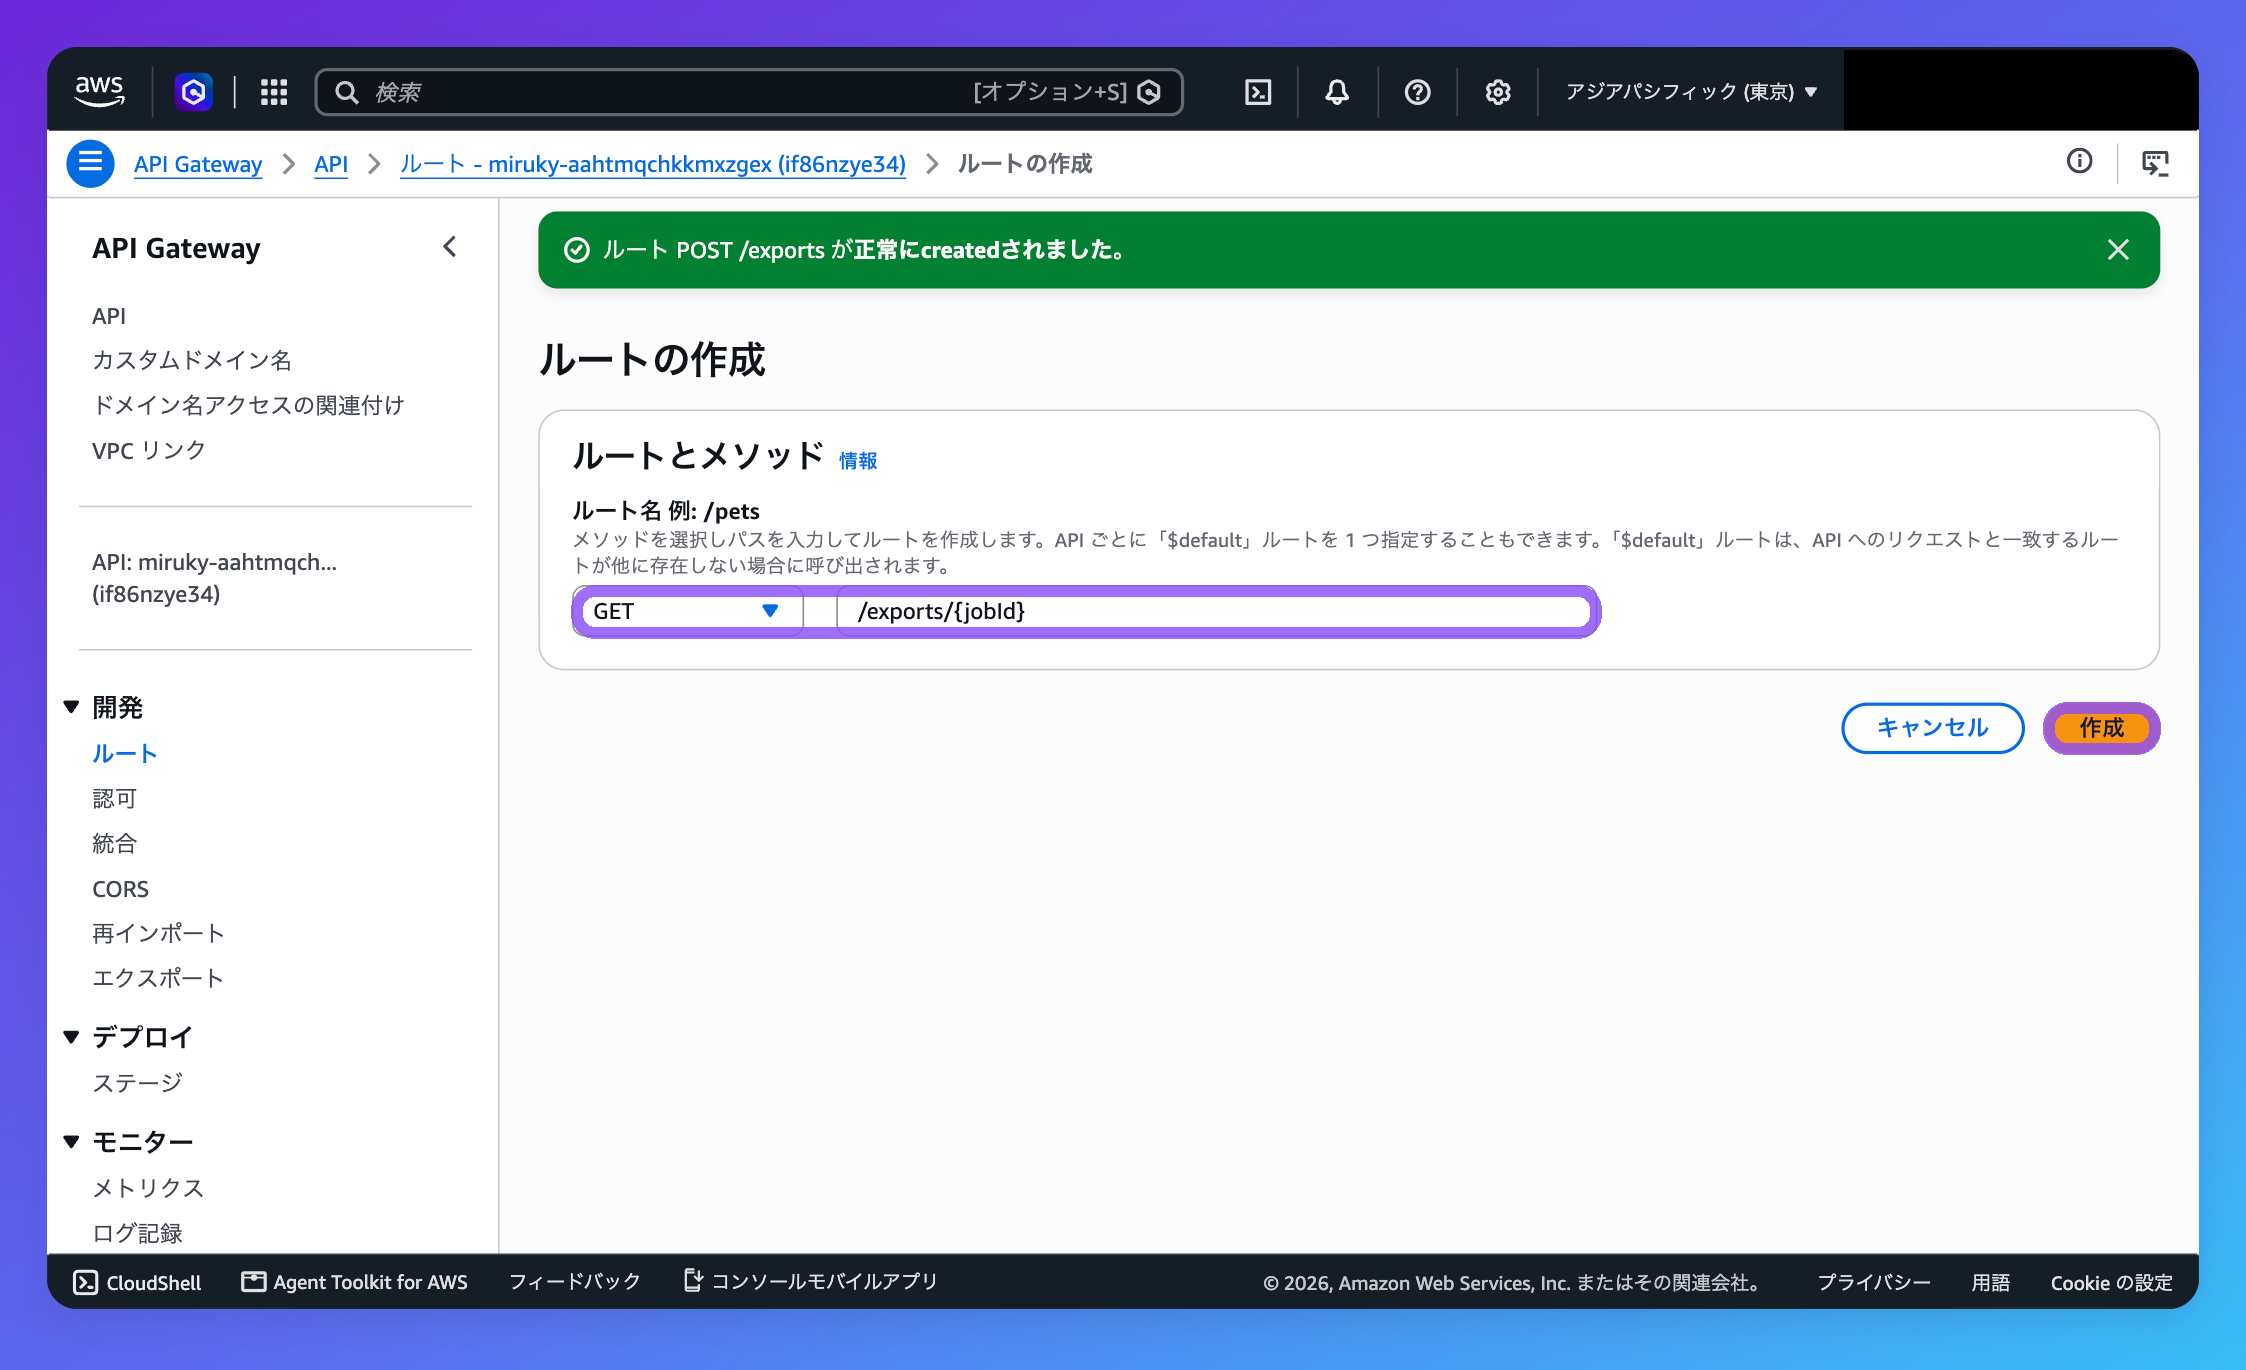 aws
検索
[オプション+S]
アジアパシフィック (東京) ▼
API Gateway > API > ルート - miruky-aahtmqchkkmxzgex (if86nzye34) > ルートの作成
API Gateway
API
カスタムドメイン名
ドメイン名アクセスの関連付け
VPC リンク
API: miruky-aahtmqch...
(if86nzye34)
開発
ルート
認可
統合
CORS
再インポート
エクスポート
デプロイ
ステージ
モニター
メトリクス
ログ記録
ルート POST /exports が正常にcreatedされました。
ルートの作成
ルートとメソッド 情報
ルート名 例: /pets
メソッドを選択しパスを入力してルートを作成します。API ごとに「$default」ルートを 1 つ指定することもできます。「$default」ルートは、API へのリクエストと一致するルー
トが他に存在しない場合に呼び出されます。
GET
/exports/{jobId}
キャンセル
作成
CloudShell
Agent Toolkit for AWS
フィードバック
コンソールモバイルアプリ
© 2026, Amazon Web Services, Inc. またはその関連会社。
プライバシー
用語
Cookie の設定